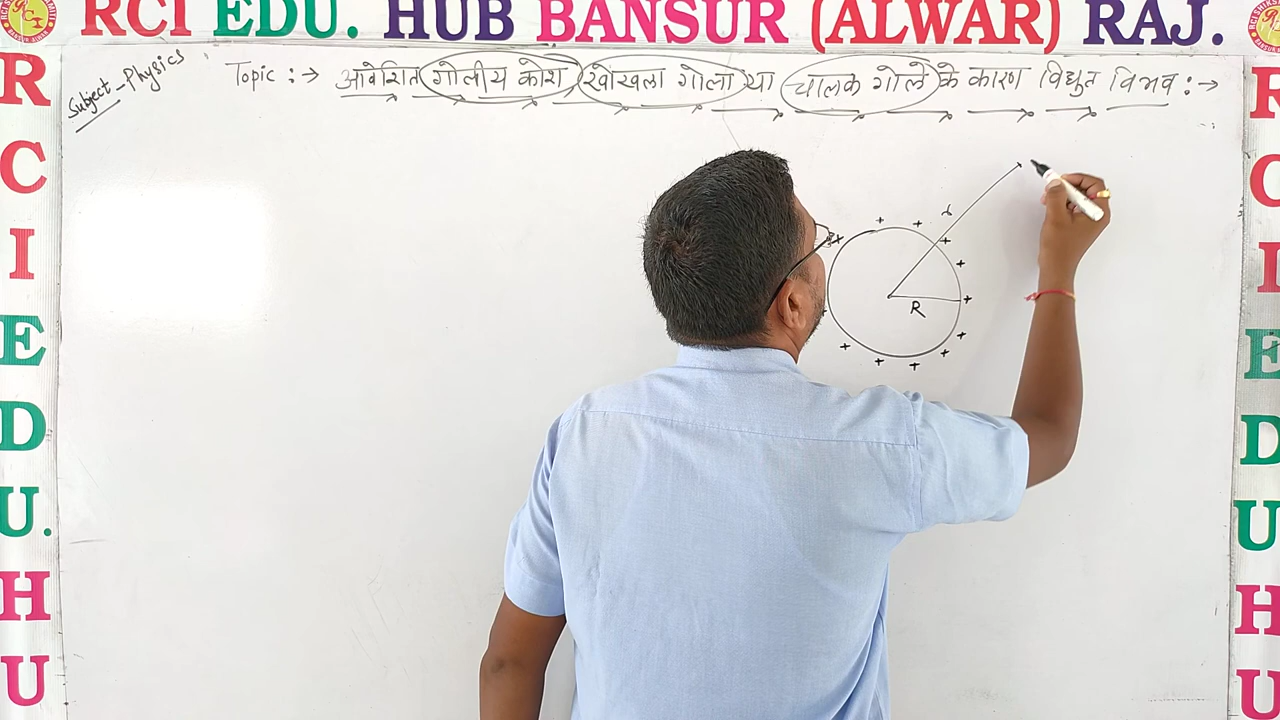 RCI EDU. HUB BANSUR (ALWAR) RAJ.
Subject - Physics
Topic :→ आवेशित गोलीय कोश / खोखला गोला या चालक गोले के कारण विद्युत विभव :→
r
R
R
C
I
E
D
U.
H
U
R
C
I
E
D
U
H
U